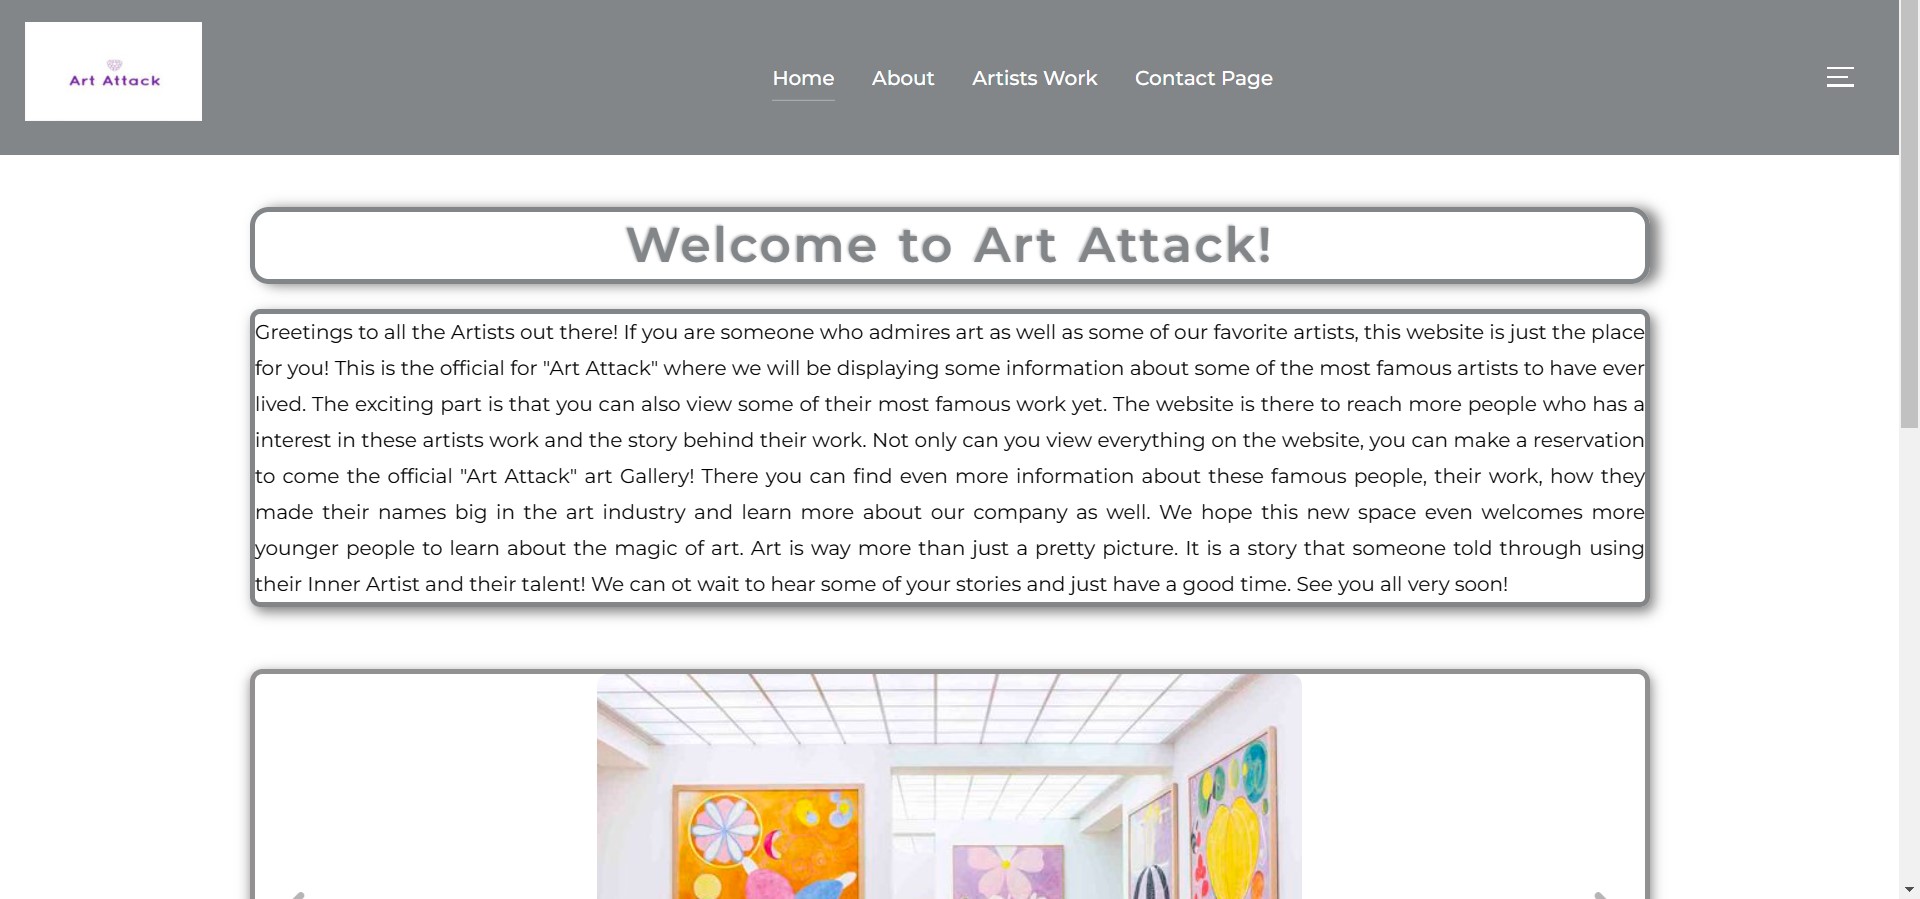 Art Attack
Home About Artists Work Contact Page
Welcome to Art Attack!
Greetings to all the Artists out there! If you are someone who admires art as well as some of our favorite artists, this website is just the place
for you! This is the official for "Art Attack" where we will be displaying some information about some of the most famous artists to have ever
lived. The exciting part is that you can also view some of their most famous work yet. The website is there to reach more people who has a
interest in these artists work and the story behind their work. Not only can you view everything on the website, you can make a reservation
to come the official "Art Attack" art Gallery! There you can find even more information about these famous people, their work, how they
made their names big in the art industry and learn more about our company as well. We hope this new space even welcomes more
younger people to learn about the magic of art. Art is way more than just a pretty picture. It is a story that someone told through using
their Inner Artist and their talent! We can ot wait to hear some of your stories and just have a good time. See you all very soon!